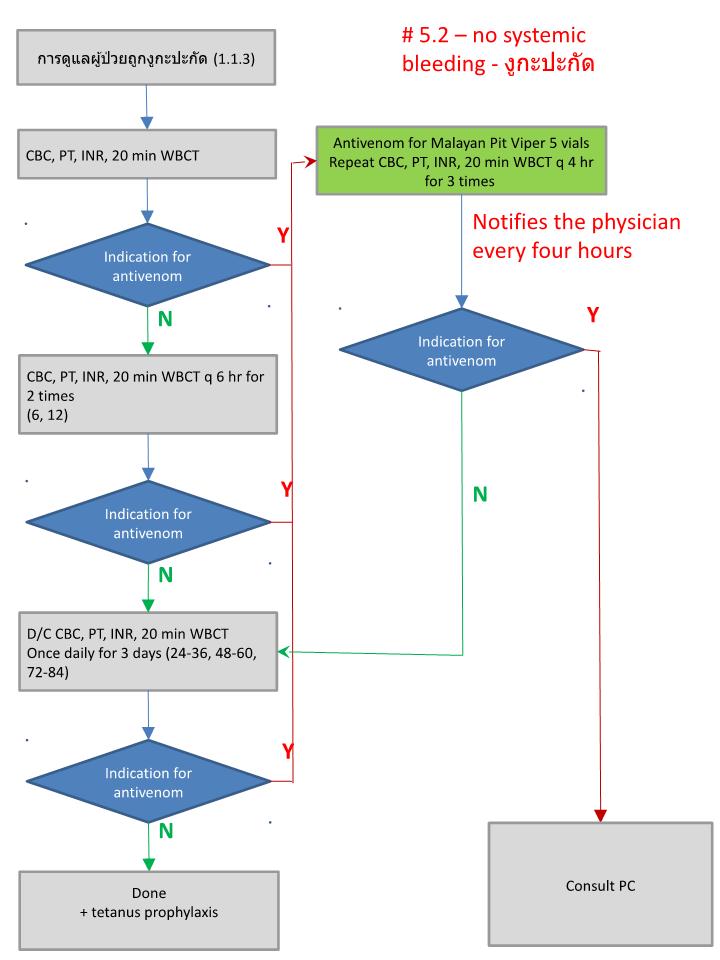 # 5.2 – no systemic
bleeding - งูกะปะกัด
การดูแลผู้ป่วยถูกงูกะปะกัด (1.1.3)
CBC, PT, INR, 20 min WBCT
Indication for
antivenom
Y
N
CBC, PT, INR, 20 min WBCT q 6 hr for
2 times
(6, 12)
Indication for
antivenom
Y
N
D/C CBC, PT, INR, 20 min WBCT
Once daily for 3 days (24-36, 48-60,
72-84)
Indication for
antivenom
Y
N
Done
+ tetanus prophylaxis
Antivenom for Malayan Pit Viper 5 vials
Repeat CBC, PT, INR, 20 min WBCT q 4 hr
for 3 times
Notifies the physician
every four hours
Indication for
antivenom
Y
N
Consult PC